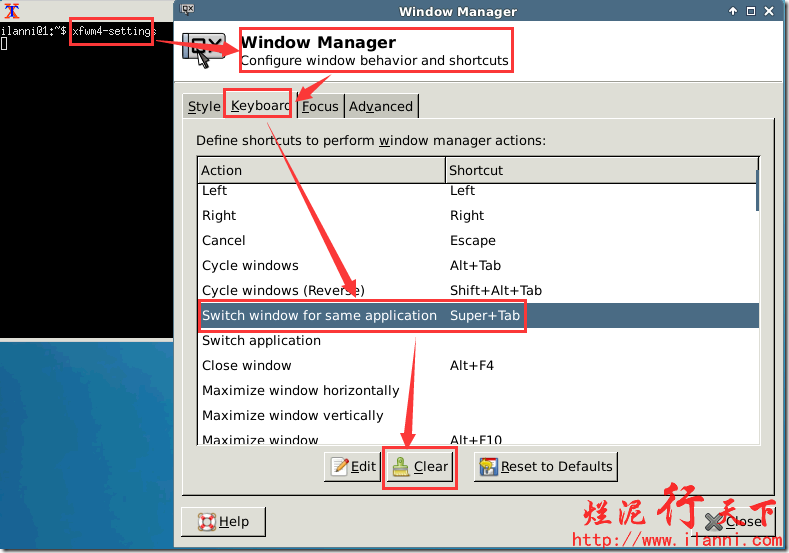 Window Manager
ilanni@1:~$ xfwm4-settings
Window Manager
Configure window behavior and shortcuts
Style Keyboard Focus Advanced
Define shortcuts to perform window manager actions:
Action Shortcut
Left Left
Right Right
Cancel Escape
Cycle windows Alt+Tab
Cycle windows (Reverse) Shift+Alt+Tab
Switch window for same application Super+Tab
Switch application
Close window Alt+F4
Maximize window horizontally
Maximize window vertically
Maximize window Alt+F10
Edit Clear Reset to Defaults
Help Close
烂泥行天下
http://www.ilanni.com